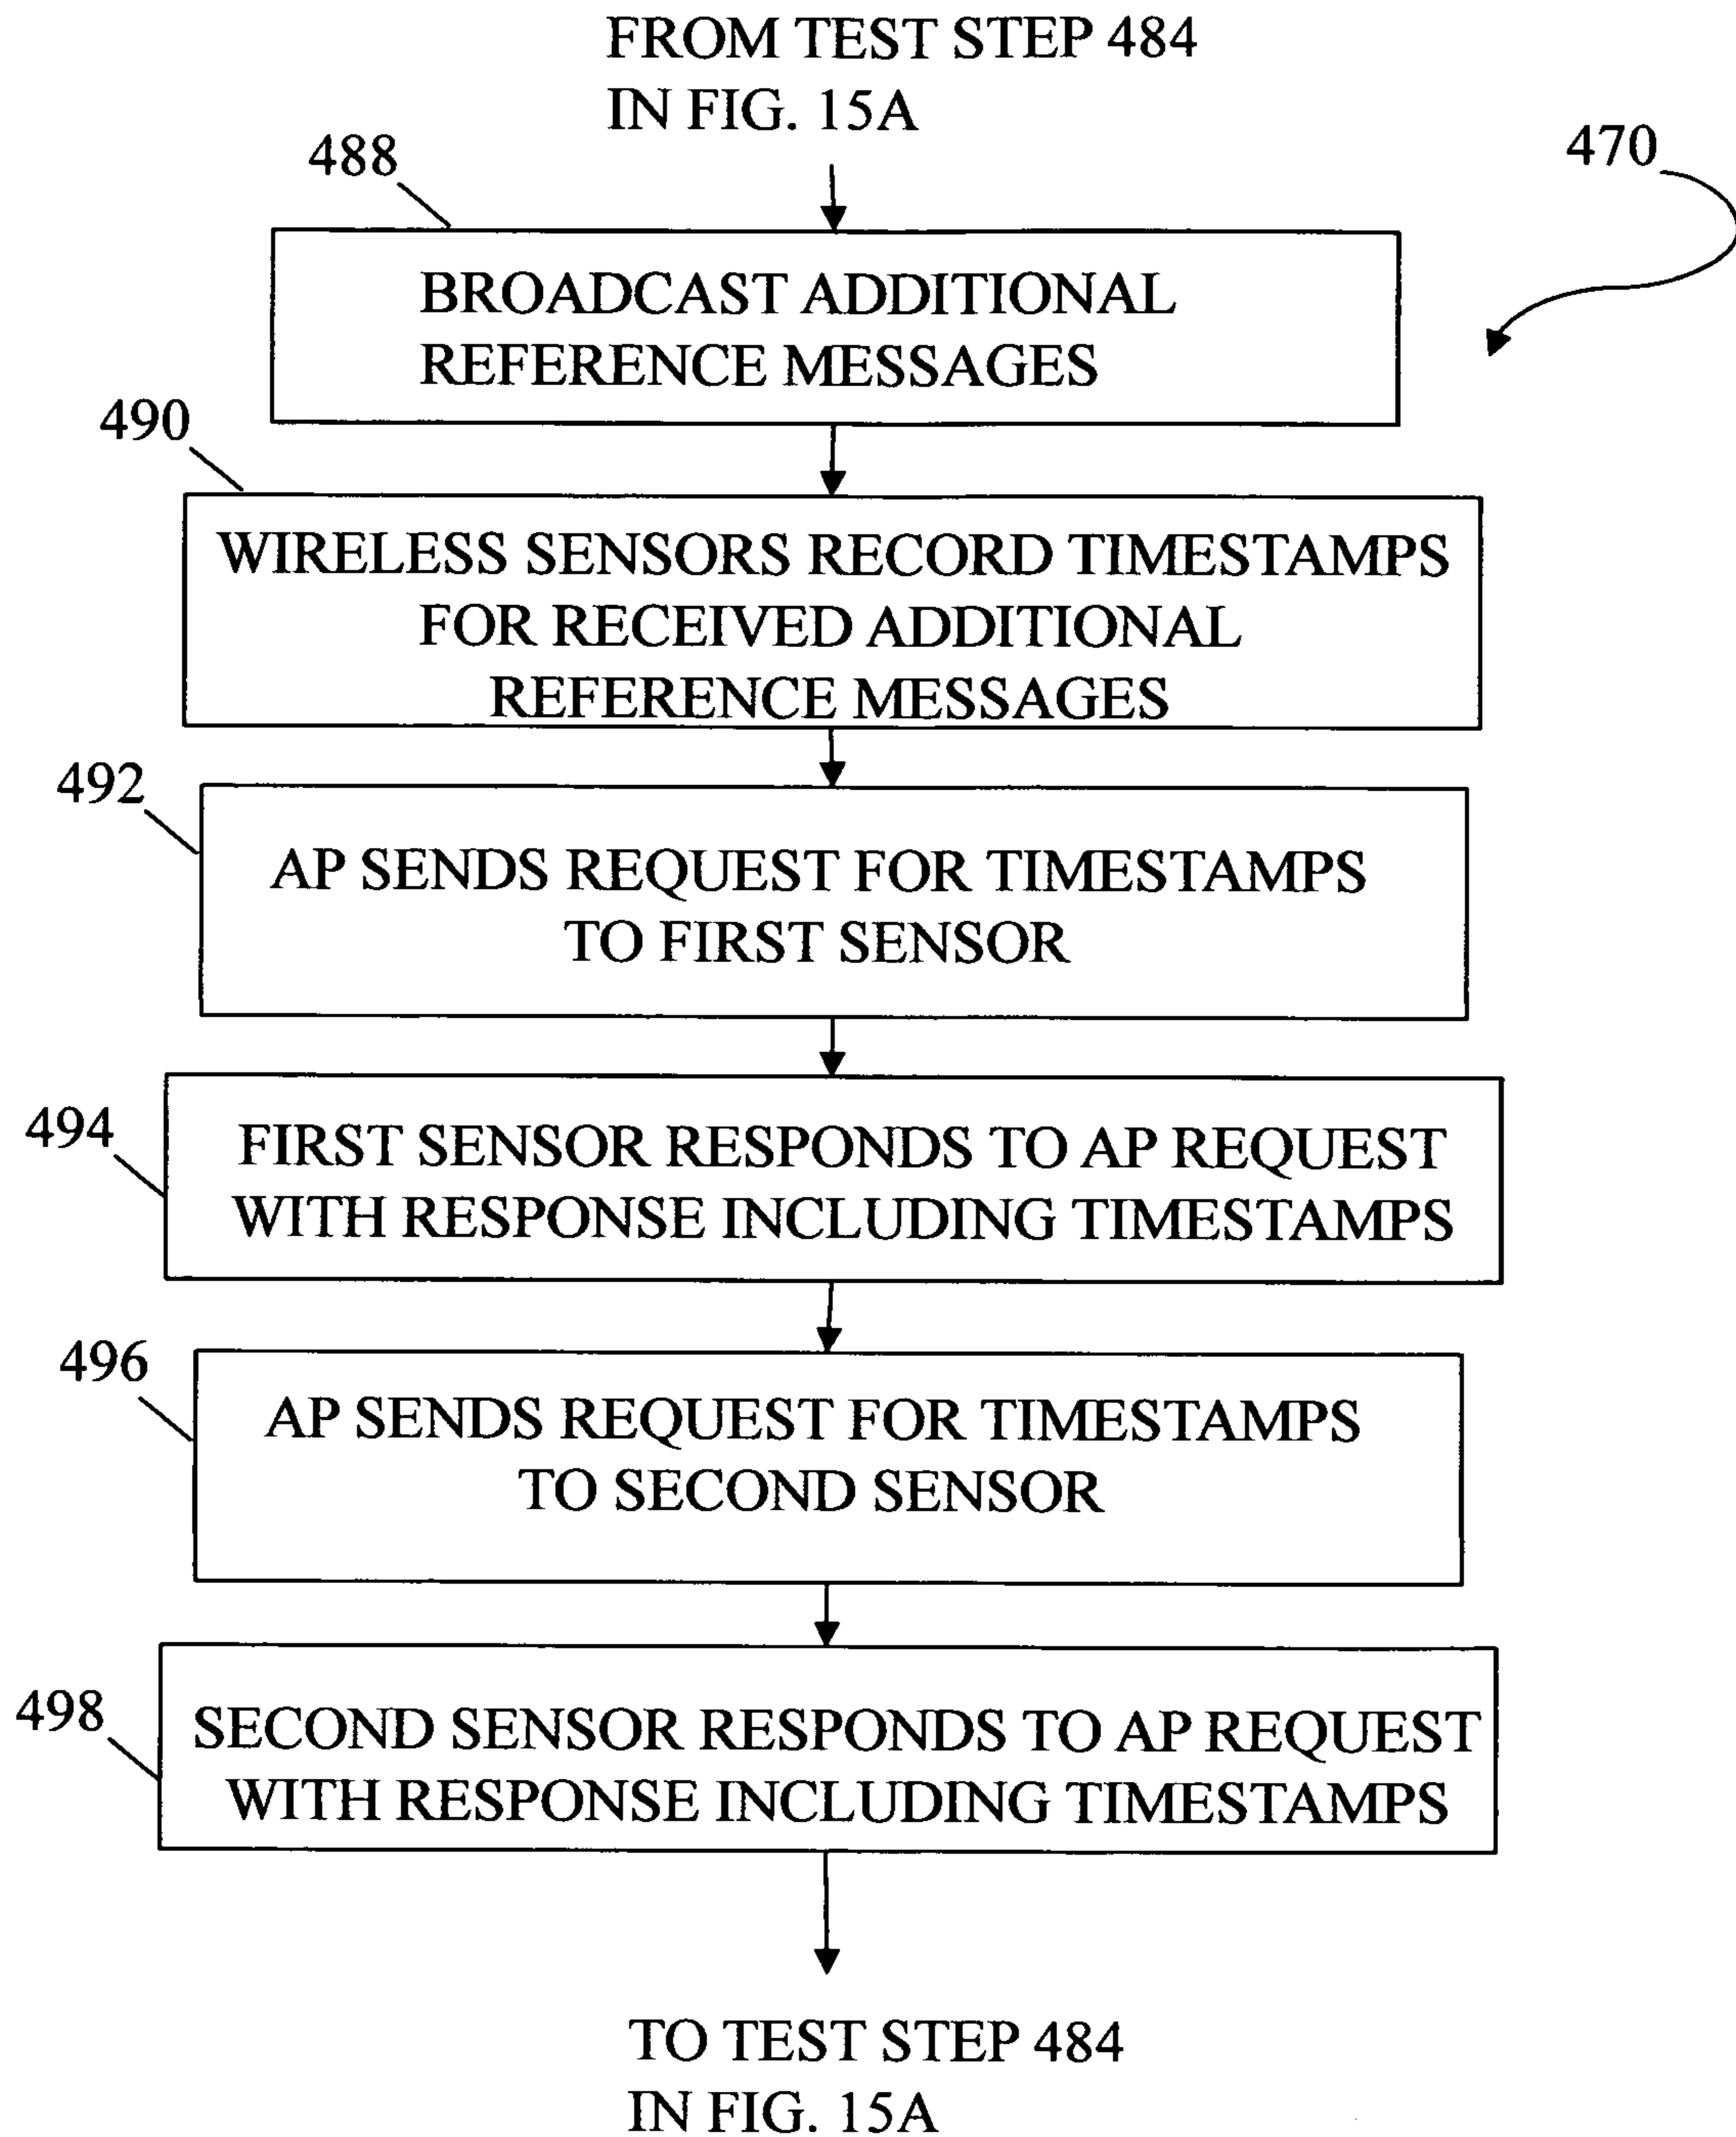 FROM TEST STEP 484
IN FIG. 15A
470
488
BROADCAST ADDITIONAL
REFERENCE MESSAGES
490
WIRELESS SENSORS RECORD TIMESTAMPS
FOR RECEIVED ADDITIONAL
REFERENCE MESSAGES
492
AP SENDS REQUEST FOR TIMESTAMPS
TO FIRST SENSOR
494
FIRST SENSOR RESPONDS TO AP REQUEST
WITH RESPONSE INCLUDING TIMESTAMPS
496
AP SENDS REQUEST FOR TIMESTAMPS
TO SECOND SENSOR
498
SECOND SENSOR RESPONDS TO AP REQUEST
WITH RESPONSE INCLUDING TIMESTAMPS
TO TEST STEP 484
IN FIG. 15A